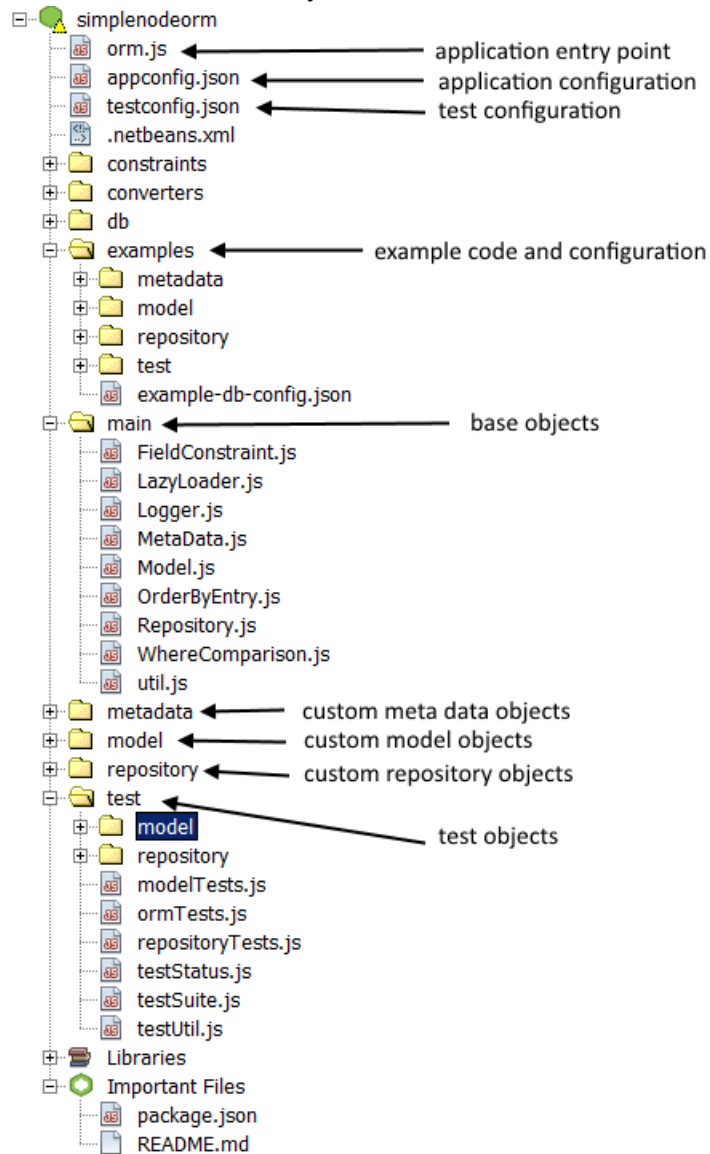 simplenodeorm
orm.js application entry point
appconfig.json application configuration
testconfig.json test configuration
.netbeans.xml
constraints
converters
db
examples example code and configuration
metadata
model
repository
test
example-db-config.json
main base objects
FieldConstraint.js
LazyLoader.js
Logger.js
MetaData.js
Model.js
OrderByEntry.js
Repository.js
WhereComparison.js
util.js
metadata custom meta data objects
model custom model objects
repository custom repository objects
test
model test objects
repository
modelTests.js
ormTests.js
repositoryTests.js
testStatus.js
testSuite.js
testUtil.js
Libraries
Important Files
package.json
README.md